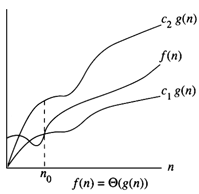 c₂ g(n)
f(n)
c₁ g(n)
n
n₀
f(n) = Θ(g(n))